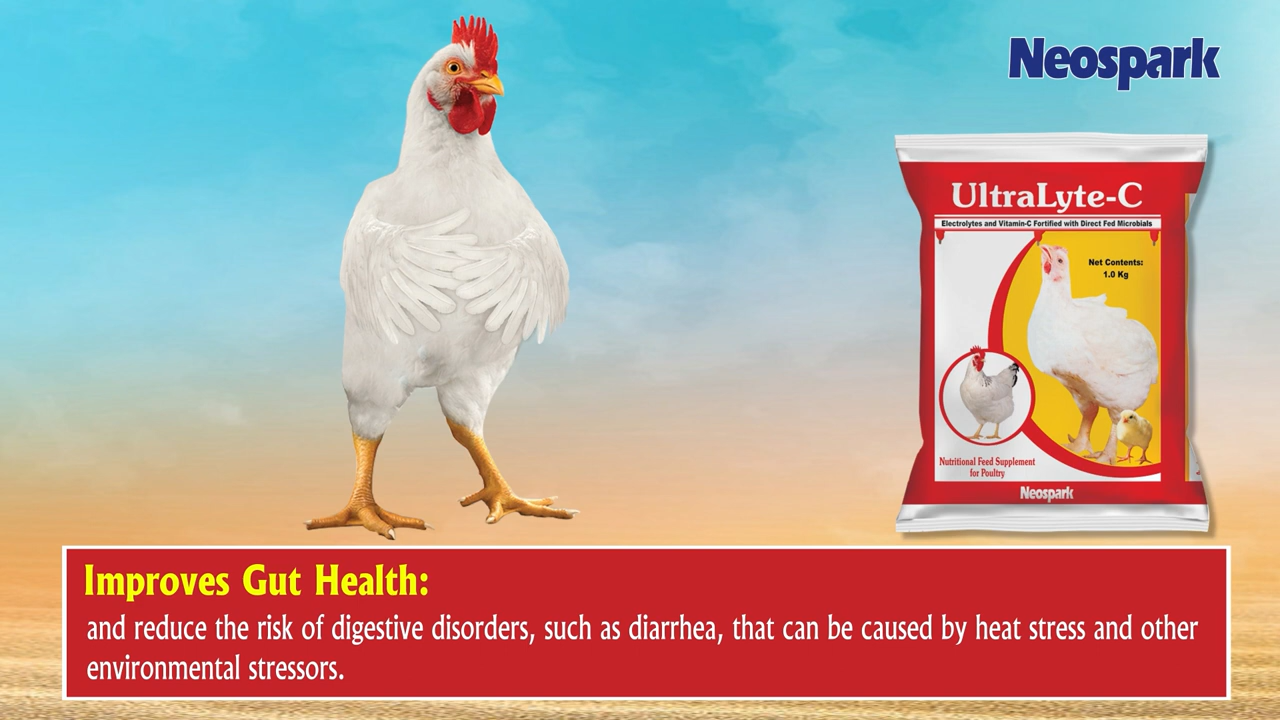 Neospark
UltraLyte-C
Electrolytes and Vitamin-C Fortified with Direct Fed Microbials
Net Contents:
1.0 Kg
Nutritional Feed Supplement
for Poultry
Neospark
Improves Gut Health:
and reduce the risk of digestive disorders, such as diarrhea, that can be caused by heat stress and other
environmental stressors.